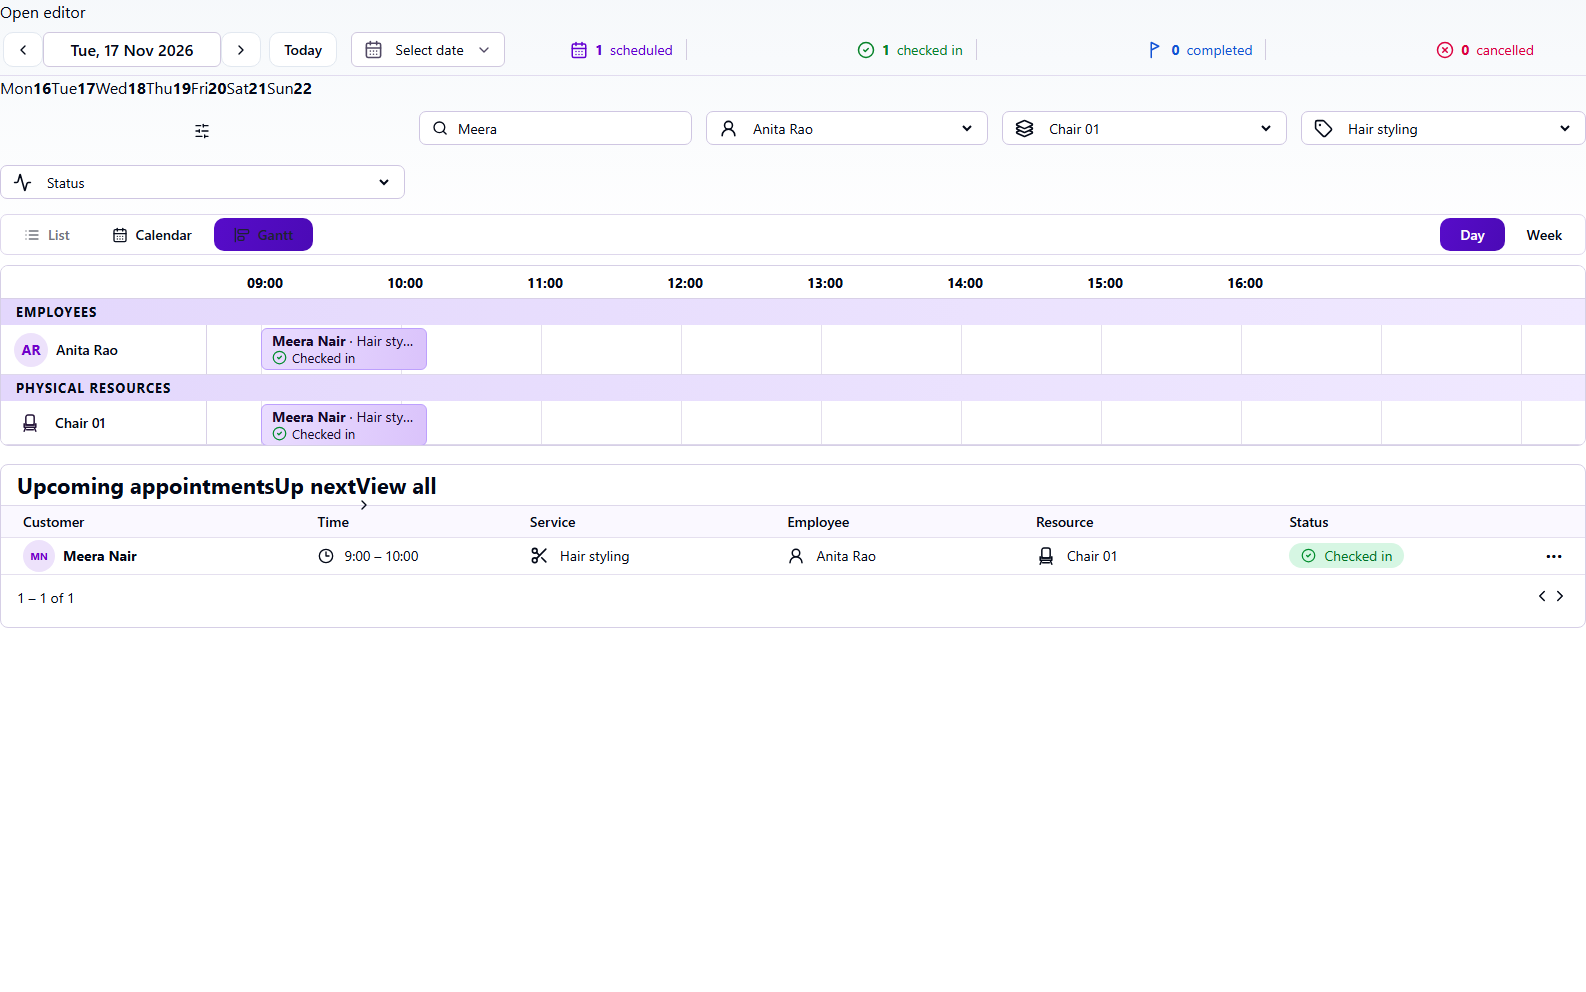 Open editor
Tue, 17 Nov 2026 Today Select date 1 scheduled 1 checked in 0 completed 0 cancelled
Mon16Tue17Wed18Thu19Fri20Sat21Sun22
Meera Anita Rao Chair 01 Hair styling
Status
List Calendar Gantt Day Week
09:00 10:00 11:00 12:00 13:00 14:00 15:00 16:00
EMPLOYEES
AR Anita Rao
Meera Nair · Hair sty...
Checked in
PHYSICAL RESOURCES
Chair 01
Meera Nair · Hair sty...
Checked in
Upcoming appointmentsUp nextView all
Customer Time Service Employee Resource Status
MN Meera Nair 9:00 – 10:00 Hair styling Anita Rao Chair 01 Checked in
1 – 1 of 1